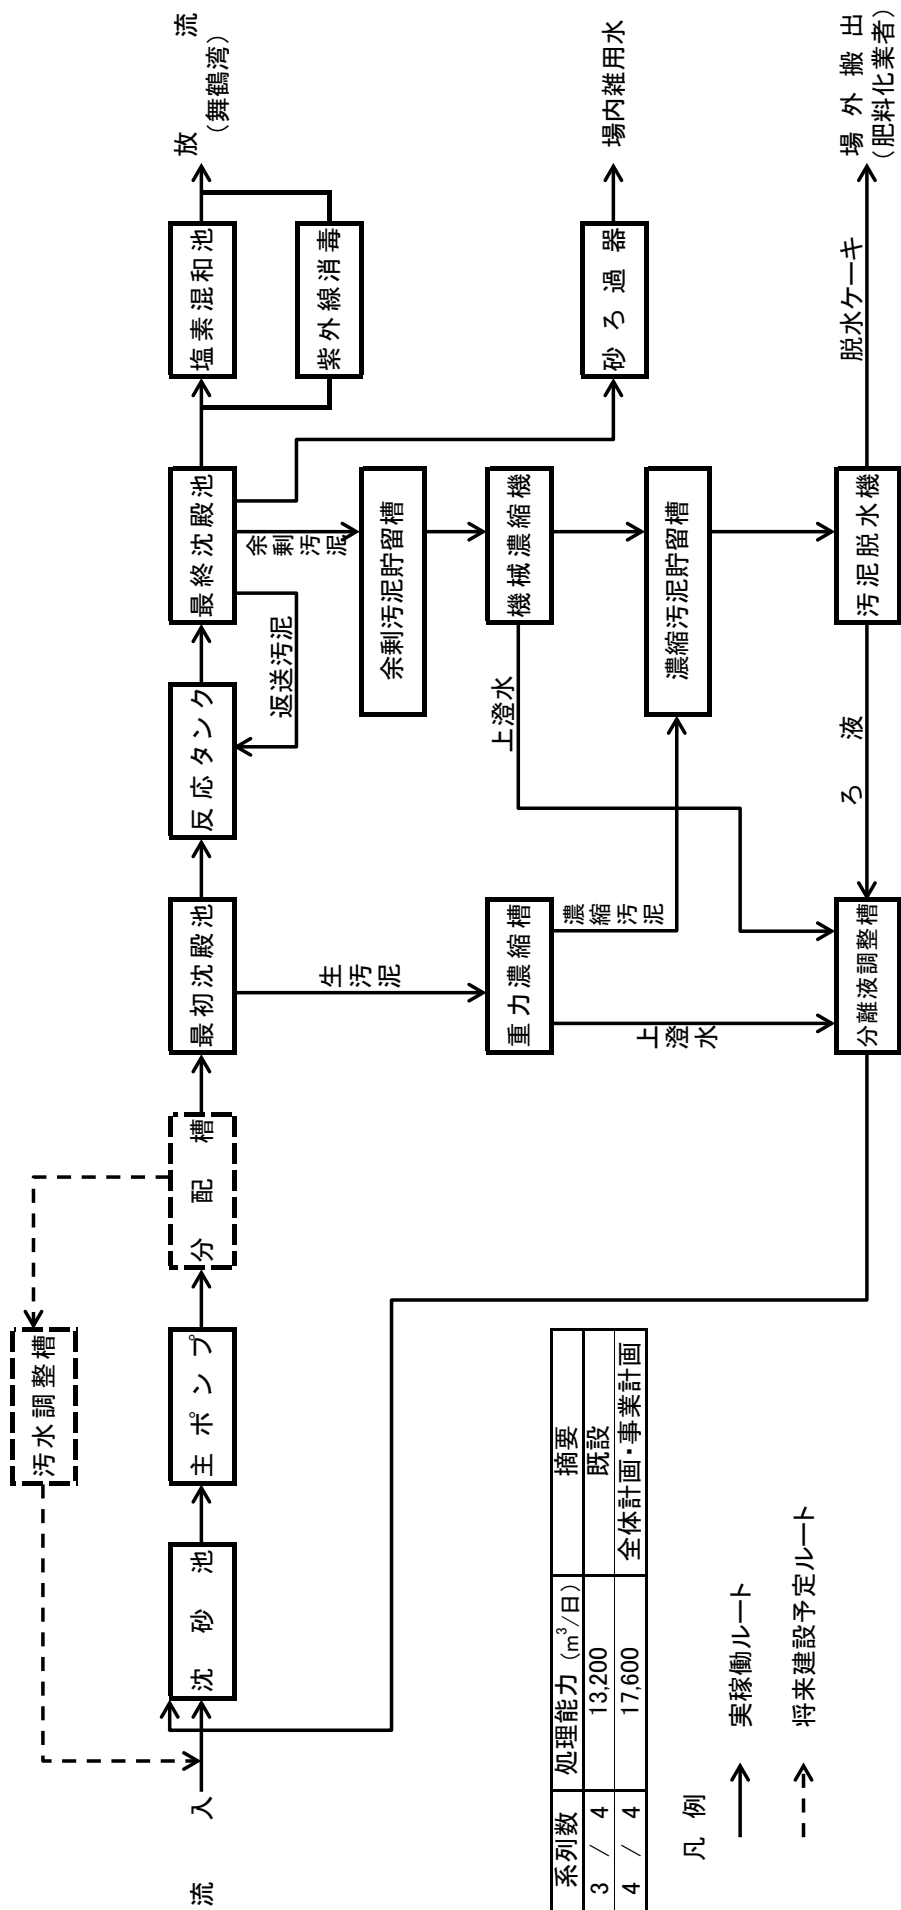 汚水調整槽
流入
沈砂池
主ポンプ
分配槽
最初沈殿池
反応タンク
最終沈殿池
塩素混和池
放流
(舞鶴湾)
紫外線消毒
返送汚泥
余剰汚泥
生汚泥
余剰汚泥貯留槽
重力濃縮槽
機械濃縮機
砂ろ過器
場内雑用水
上澄水
濃縮汚泥
上澄水
濃縮汚泥貯留槽
分離液調整槽
ろ液
汚泥脱水機
脱水ケーキ
場外搬出
(肥料化業者)
系列数 処理能力(m³/日) 摘要
3 / 4 13,200 既設
4 / 4 17,600 全体計画・事業計画
凡例
実稼働ルート
将来建設予定ルート